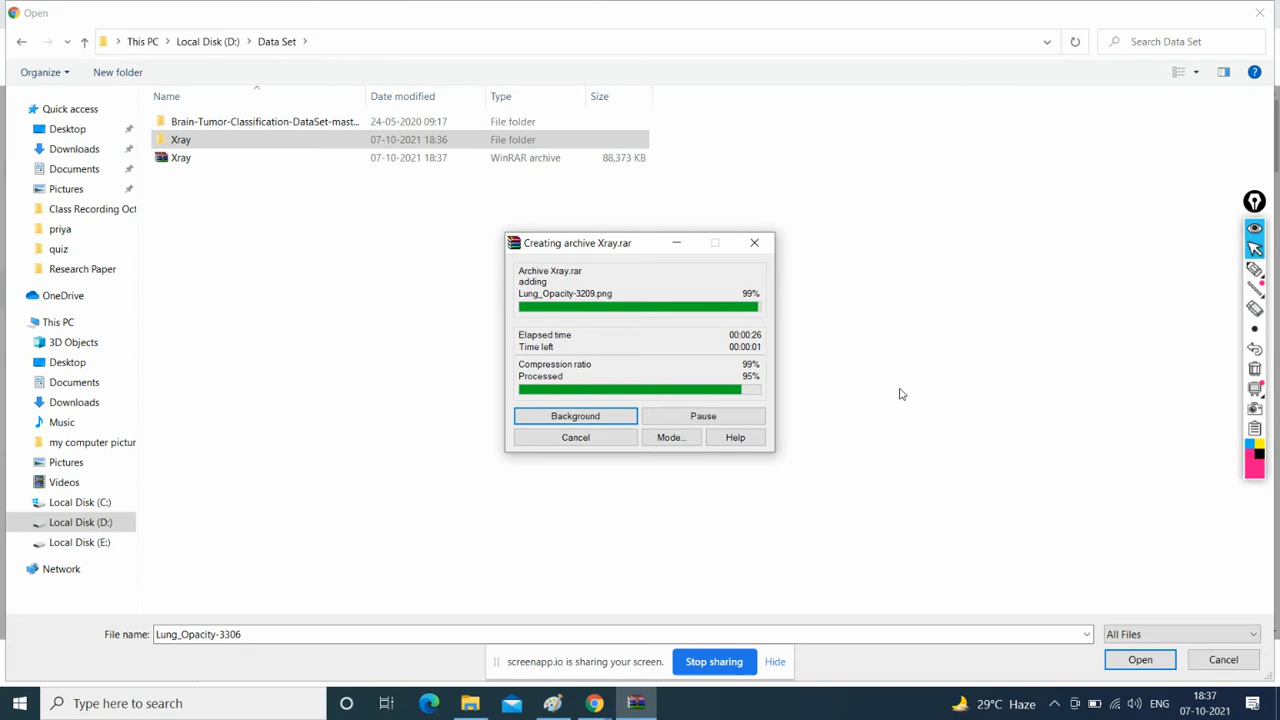 Open
This PC > Local Disk (D:) > Data Set >
Search Data Set
Organize
New folder
Name
Date modified
Type
Size
Brain-Tumor-Classification-DataSet-mast...
24-05-2020 09:17
File folder
Xray
07-10-2021 18:36
File folder
Xray
07-10-2021 18:37
WinRAR archive
88,373 KB
Quick access
Desktop
Downloads
Documents
Pictures
Class Recording Oct
priya
quiz
Research Paper
OneDrive
This PC
3D Objects
Desktop
Documents
Downloads
Music
my computer pictur
Pictures
Videos
Local Disk (C:)
Local Disk (D:)
Local Disk (E:)
Network
Creating archive Xray.rar
Archive Xray.rar
adding
Lung_Opacity-3209.png 99%
Elapsed time 00:00:26
Time left 00:00:01
Compression ratio 99%
Processed 95%
Background
Pause
Cancel
Mode...
Help
File name:
Lung_Opacity-3306
All Files
Open
Cancel
screenapp.io is sharing your screen.
Stop sharing
Hide
Type here to search
29°C Haze
ENG
18:37
07-10-2021